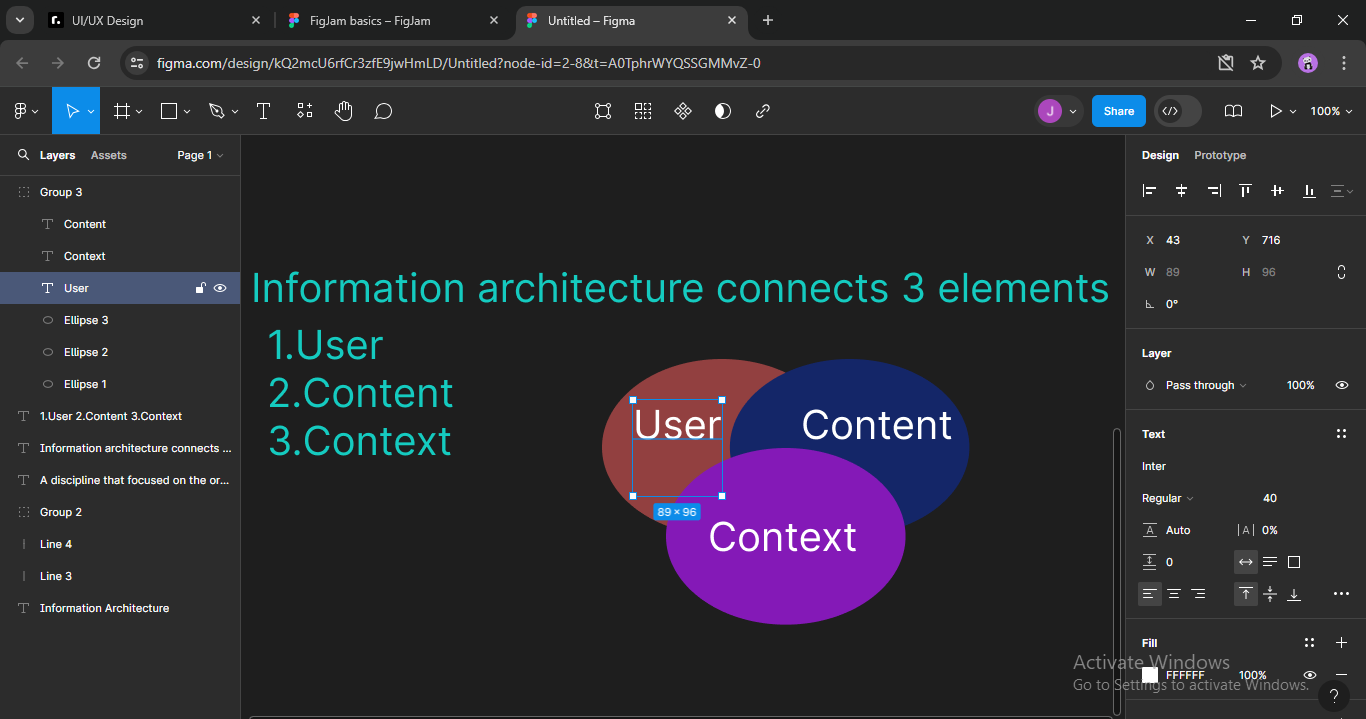 UI/UX Design
FigJam basics – FigJam
Untitled – Figma
figma.com/design/kQ2mcU6rfCr3zfE9jwHmLD/Untitled?node-id=2-8&t=A0TphrWYQSSGMMvZ-0
J
Share
100%
Layers
Assets
Page 1
Group 3
Content
Context
User
Ellipse 3
Ellipse 2
Ellipse 1
1.User 2.Content 3.Context
Information architecture connects ...
A discipline that focused on the or...
Group 2
Line 4
Line 3
Information Architecture
Information architecture connects 3 elements
1.User
2.Content
3.Context
User
Content
89 × 96
Context
Design
Prototype
X 43 Y 716
W 89 H 96
0°
Layer
Pass through 100%
Text
Inter
Regular 40
Auto |A| 0%
0
Fill
FFFFFF 100%
Activate Windows
Go to Settings to activate Windows.
?